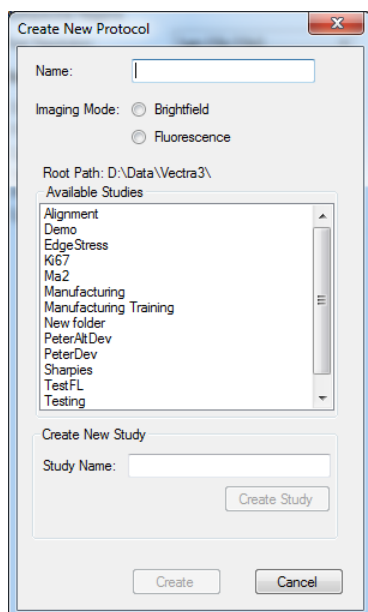 Create New Protocol
Name:
Imaging Mode: Brightfield
Fluorescence
Root Path: D:\Data\Vectra3\
Available Studies
Alignment
Demo
EdgeStress
Ki67
Ma2
Manufacturing
Manufacturing Training
New folder
PeterAltDev
PeterDev
Sharpies
TestFL
Testing
Create New Study
Study Name:
Create Study
Create Cancel